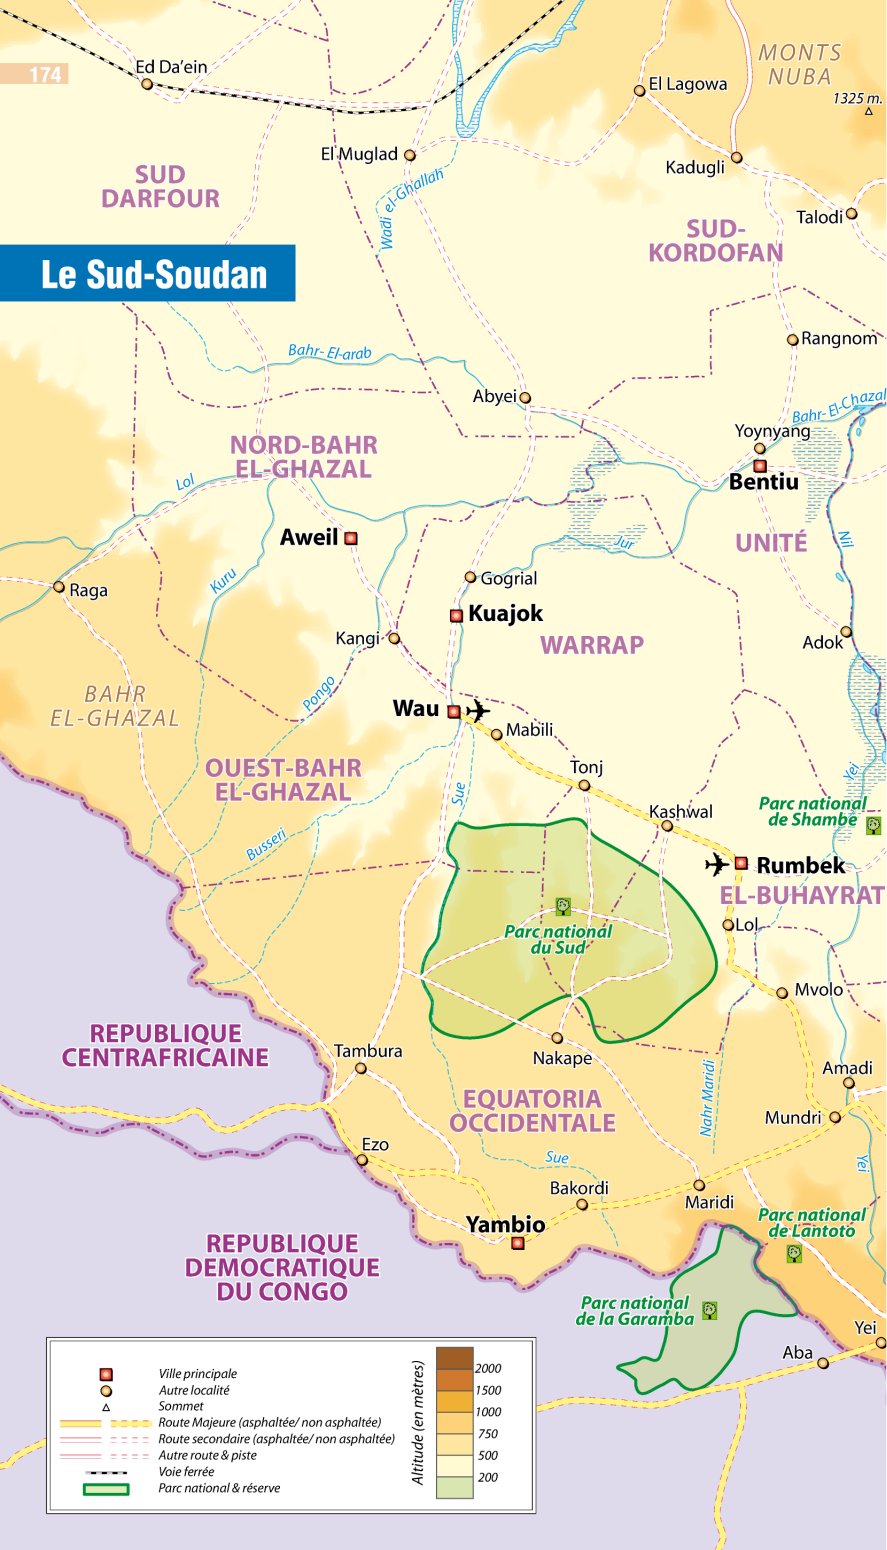 174
Ed Da'ein
MONTS
NUBA
1325 m.
El Lagowa
El Muglad
Kadugli
Wadi el-Ghallah
SUD
DARFOUR
Talodi
SUD-
KORDOFAN
Le Sud-Soudan
Rangnom
Bahr- El-arab
Abyei
Bahr- El-Chazal
Yoynyang
Bentiu
NORD-BAHR
EL-GHAZAL
Lol
Aweil
UNITÉ
Nil
Jur
Kuru
Gogrial
Raga
Kuajok
Kangi
WARRAP
Adok
BAHR
EL-GHAZAL
Pongo
Wau
Mabili
OUEST-BAHR
EL-GHAZAL
Tonj
Yei
Sue
Kashwal
Parc national
de Shambe
Busseri
Rumbek
EL-BUHAYRAT
Lol
Parc national
du Sud
Mvolo
REPUBLIQUE
CENTRAFRICAINE
Tambura
Nakape
Amadi
Nahr Maridi
EQUATORIA
OCCIDENTALE
Mundri
Ezo
Sue
Yei
Bakordi
Maridi
Yambio
Parc national
de Lantoto
REPUBLIQUE
DEMOCRATIQUE
DU CONGO
Parc national
de la Garamba
Yei
Aba
Ville principale
Autre localité
Sommet
Route Majeure (asphaltée/ non asphaltée)
Route secondaire (asphaltée/ non asphaltée)
Autre route & piste
Voie ferrée
Parc national & réserve
Altitude (en mètres)
2000
1500
1000
750
500
200